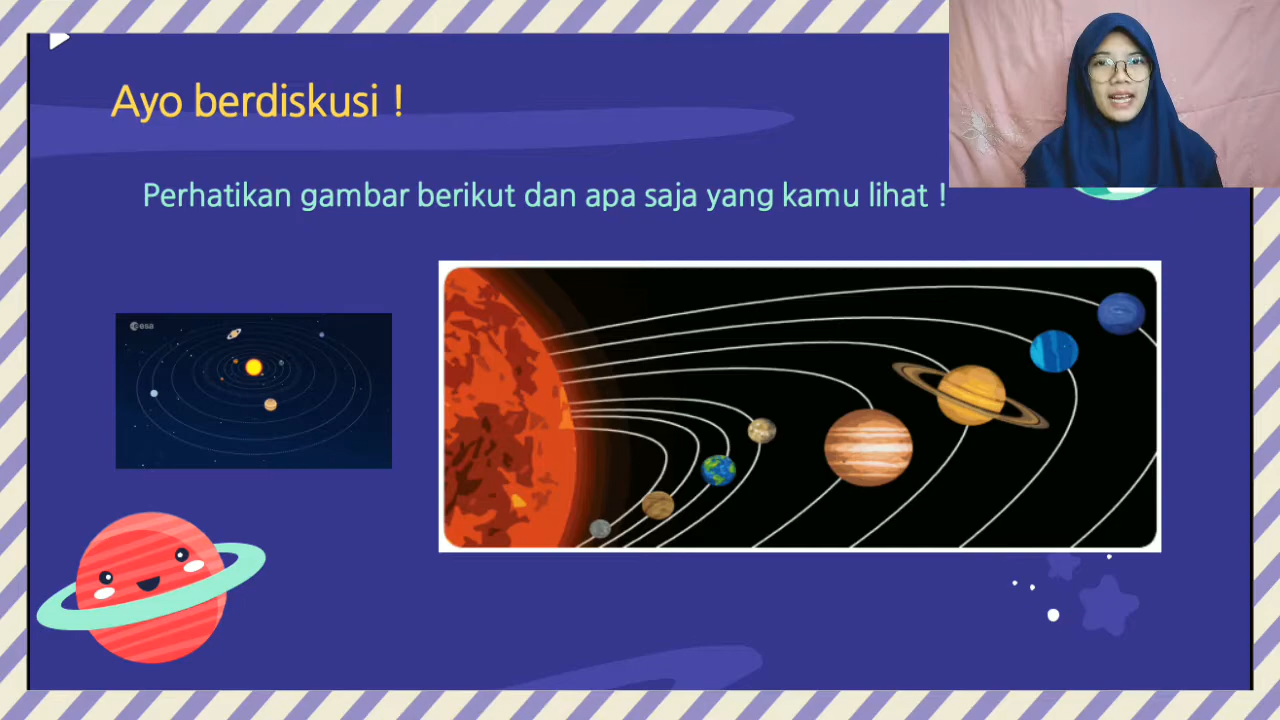 Ayo berdiskusi !
Perhatikan gambar berikut dan apa saja yang kamu lihat !
esa